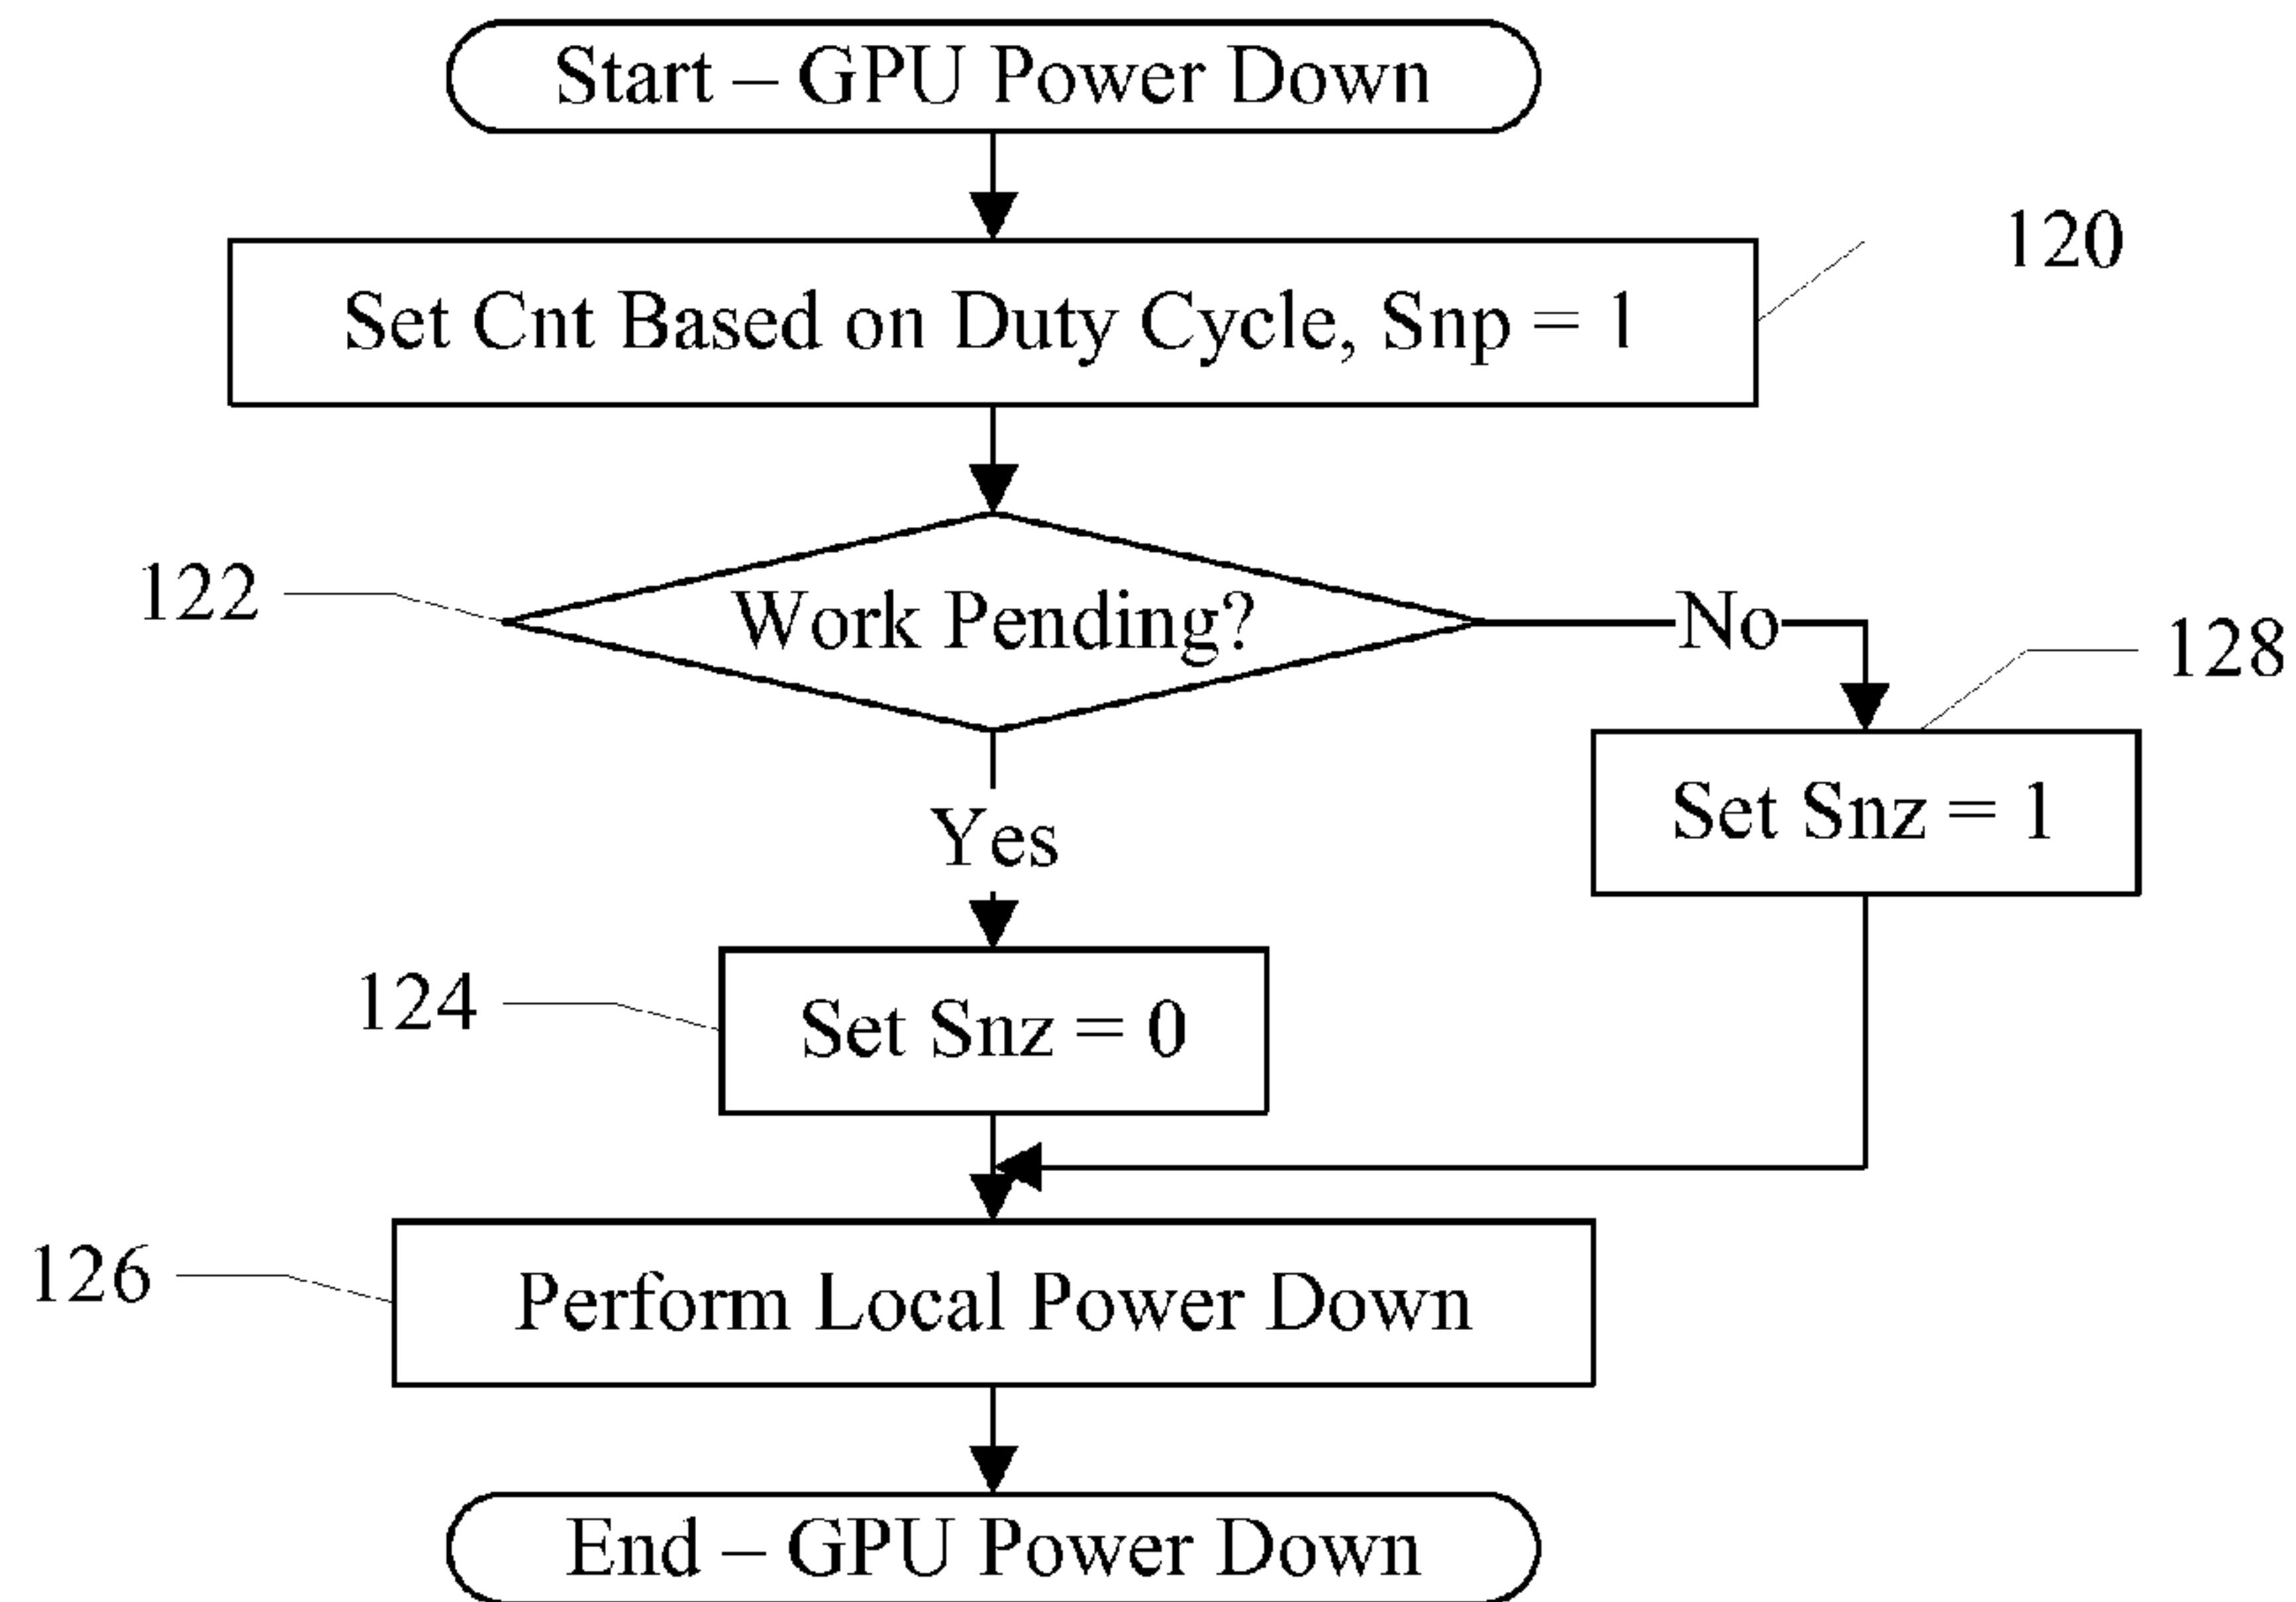 Start – GPU Power Down
120
Set Cnt Based on Duty Cycle, Snp = 1
122
Work Pending?
No
128
Set Snz = 1
Yes
124
Set Snz = 0
126
Perform Local Power Down
End – GPU Power Down